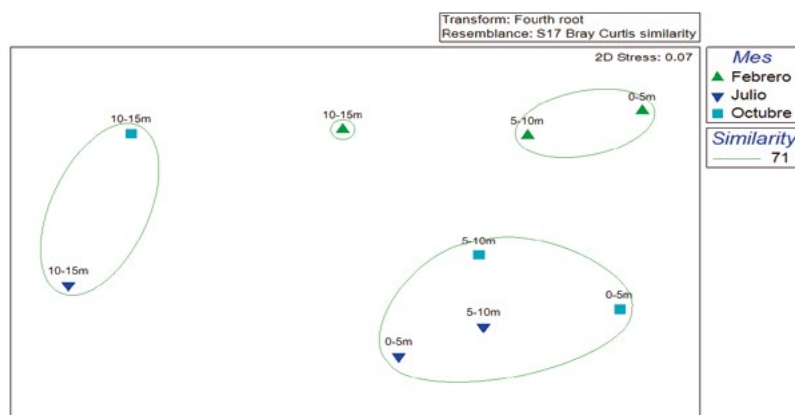 Transform: Fourth root
Resemblance: S17 Bray Curtis similarity
2D Stress: 0.07
Mes
Febrero
Julio
Octubre
Similarity
71
10-15m
10-15m
5-10m
0-5m
10-15m
5-10m
0-5m
5-10m
0-5m